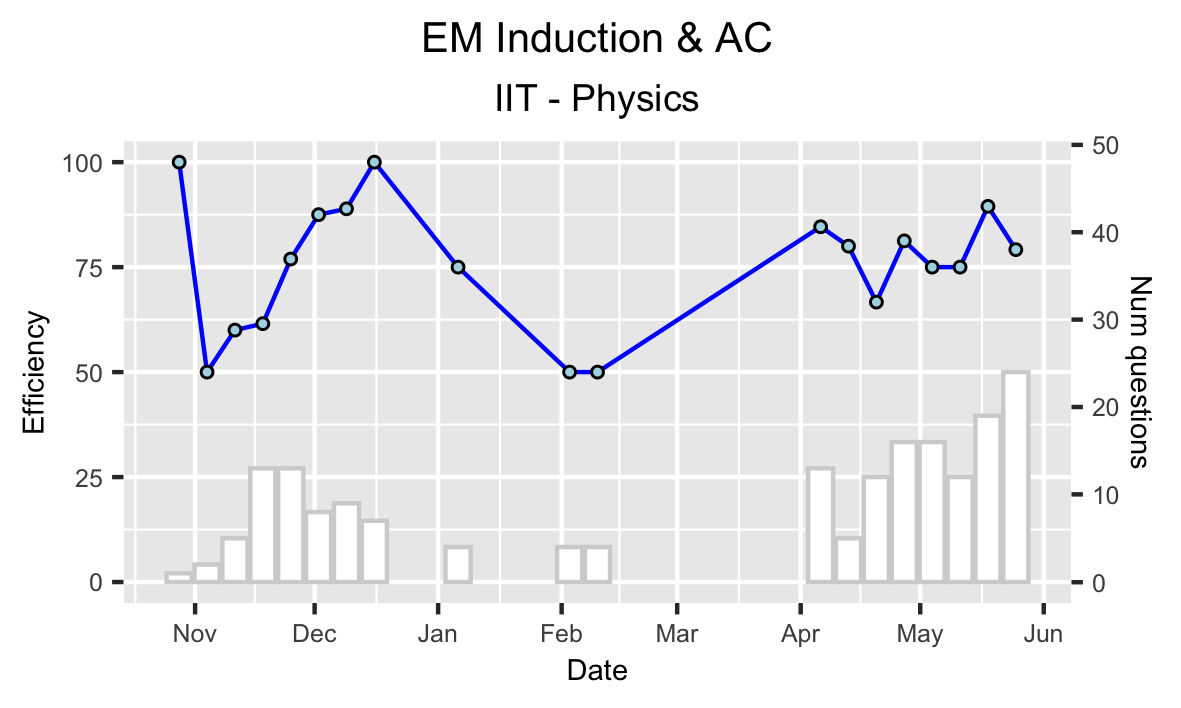 EM Induction & AC
IIT - Physics
Efficiency
100
75
50
25
0
50
40
30
20
10
0
Num questions
Nov Dec Jan Feb Mar Apr May Jun
Date